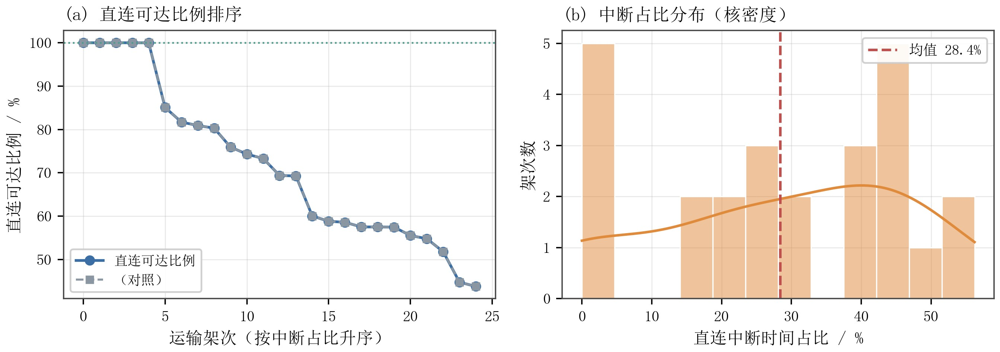 (a) 直连可达比例排序
直连可达比例 / %
100
90
80
70
60
50
直连可达比例
（对照）
0 5 10 15 20 25
运输架次（按中断占比升序）
(b) 中断占比分布（核密度）
架次数
5
4
3
2
1
0
均值 28.4%
0 10 20 30 40 50
直连中断时间占比 / %